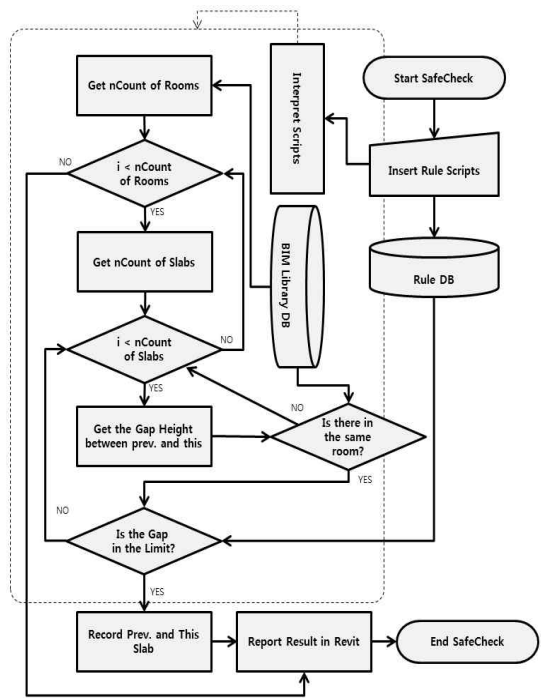 Start SafeCheck
Insert Rule Scripts
Rule DB
Interpret Scripts
BIM Library DB
Get nCount of Rooms
i < nCount
of Rooms
NO
YES
Get nCount of Slabs
i < nCount
of Slabs
NO
YES
Get the Gap Height
between prev. and this
Is there in
the same
room?
NO
YES
Is the Gap
in the Limit?
NO
YES
Record Prev. and This
Slab
Report Result in Revit
End SafeCheck